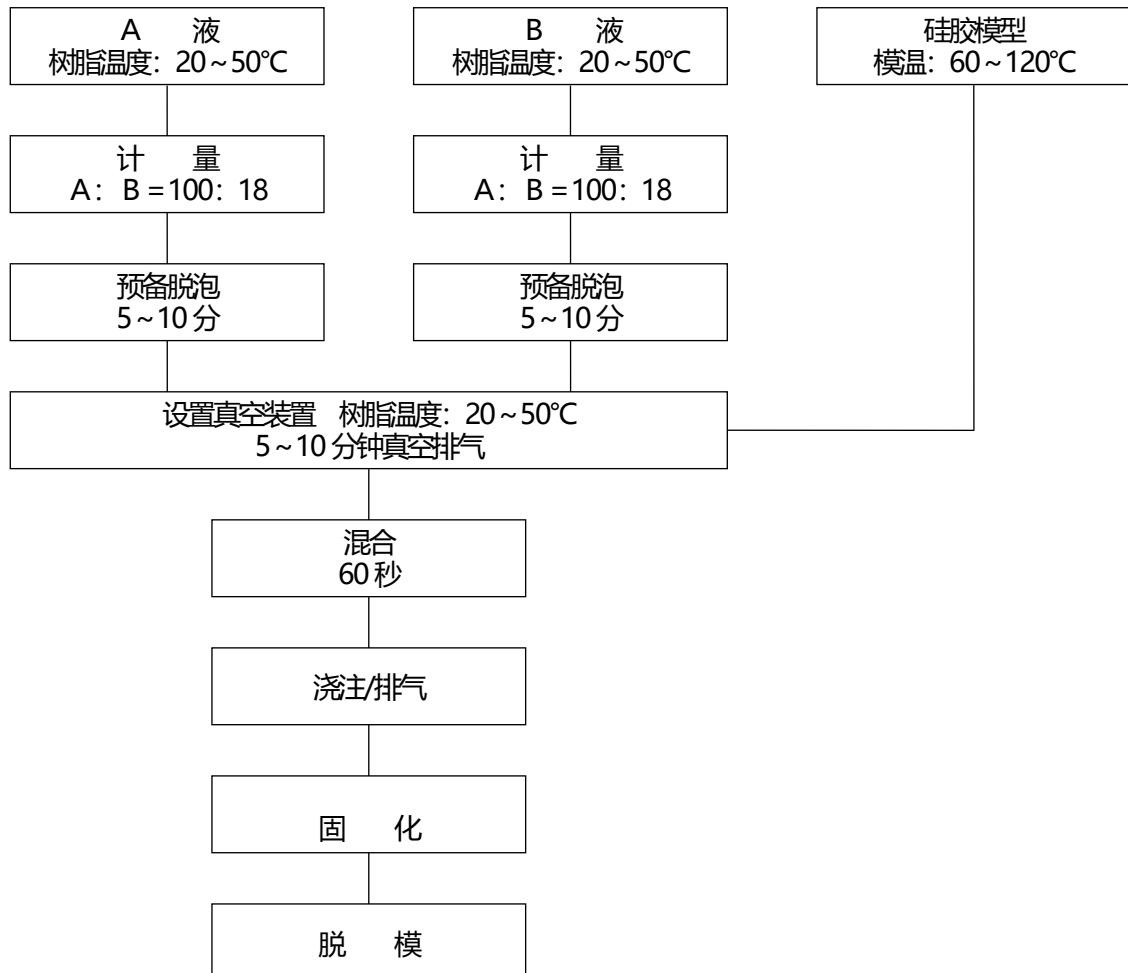 A 液
树脂温度：20~50℃
B 液
树脂温度：20~50℃
硅胶模型
模温：60~120℃
计 量
A：B=100：18
计 量
A：B=100：18
预备脱泡
5~10分
预备脱泡
5~10分
设置真空装置 树脂温度：20~50℃
5~10分钟真空排气
混合
60秒
浇注/排气
固 化
脱 模